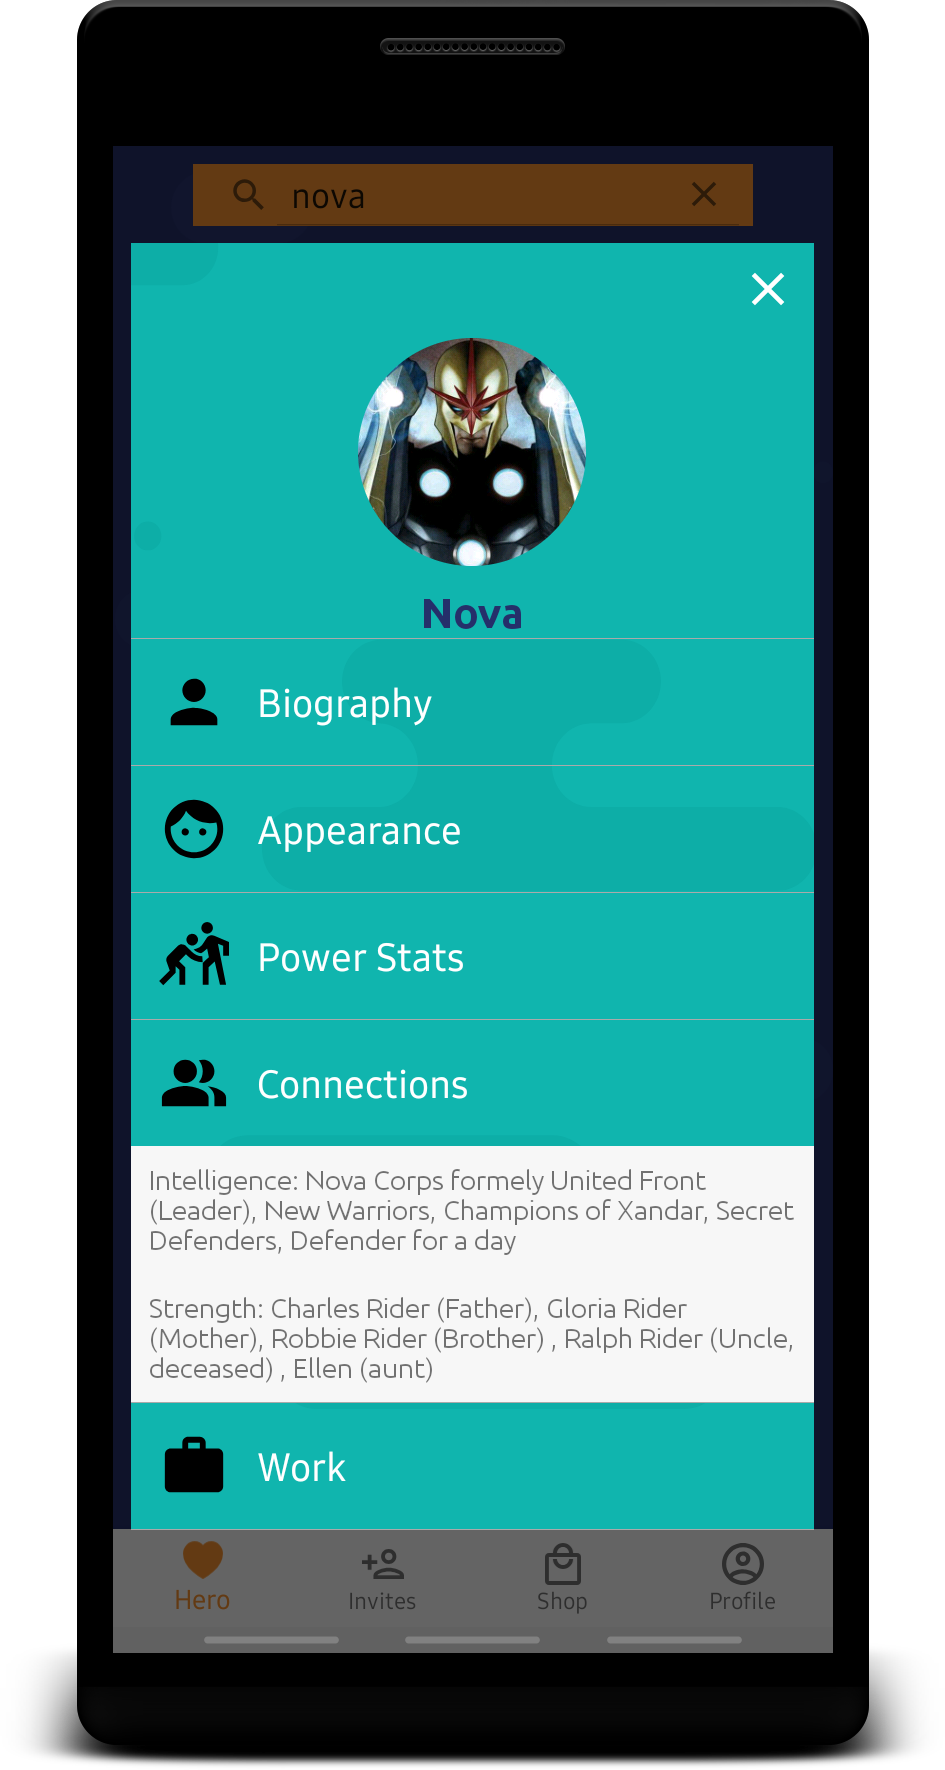 nova
Nova
Biography
Appearance
Power Stats
Connections
Intelligence: Nova Corps formely United Front
(Leader), New Warriors, Champions of Xandar, Secret
Defenders, Defender for a day
Strength: Charles Rider (Father), Gloria Rider
(Mother), Robbie Rider (Brother) , Ralph Rider (Uncle,
deceased) , Ellen (aunt)
Work
Hero Invites Shop Profile